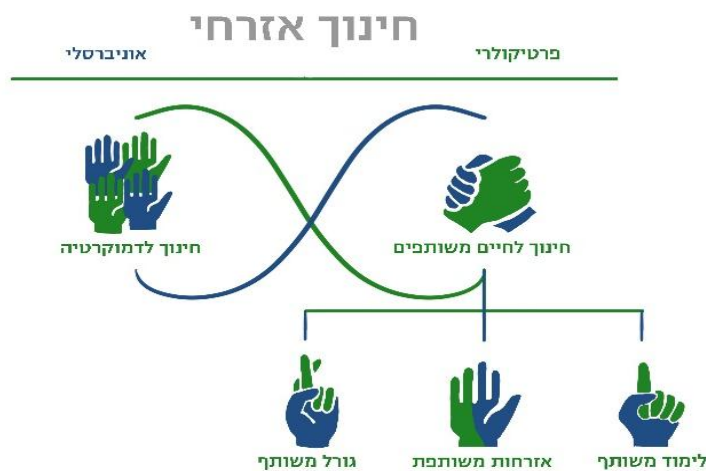 חינוך אזרחי
פרטיקולרי
אוניברסלי
חינוך לחיים משותפים
חינוך לדמוקרטיה
לימוד משותף
אזרחות משותפת
גורל משותף